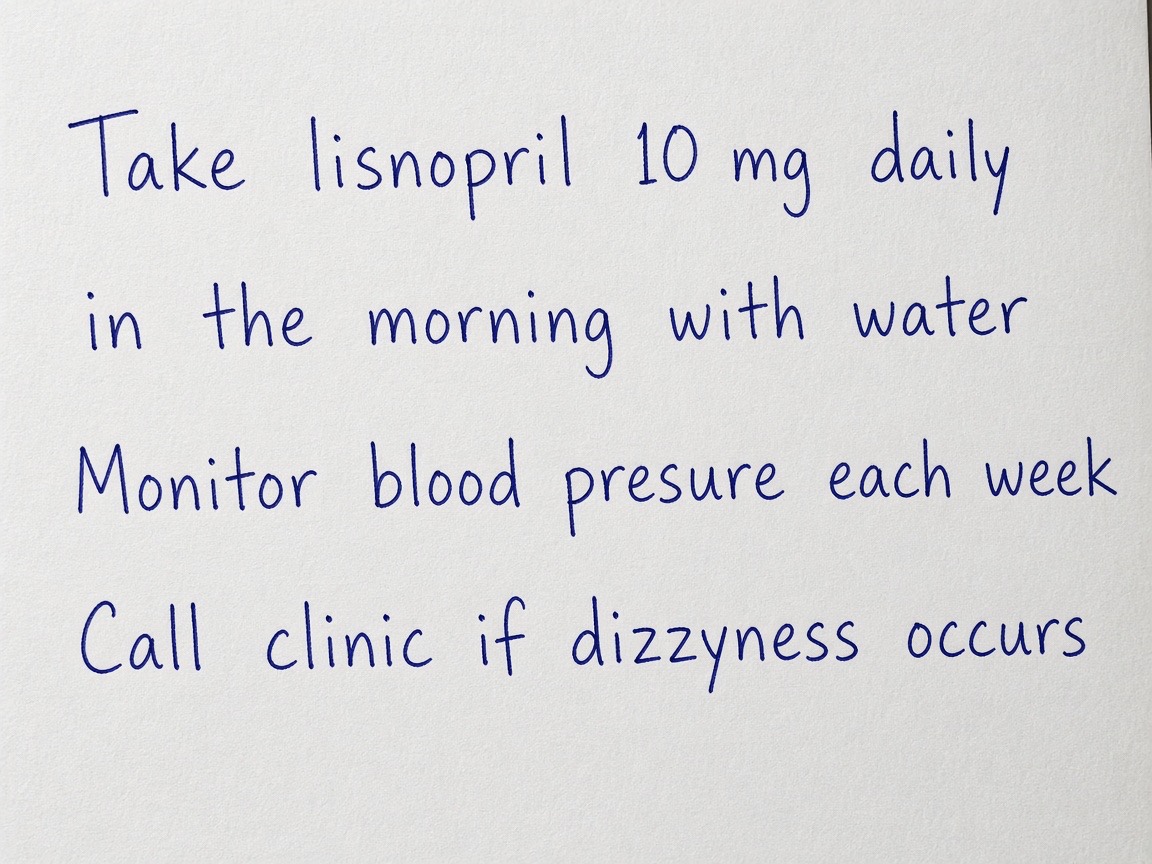 Take lisnopril 10 mg daily
in the morning with water
Monitor blood presure each week
Call clinic if dizzyness occurs